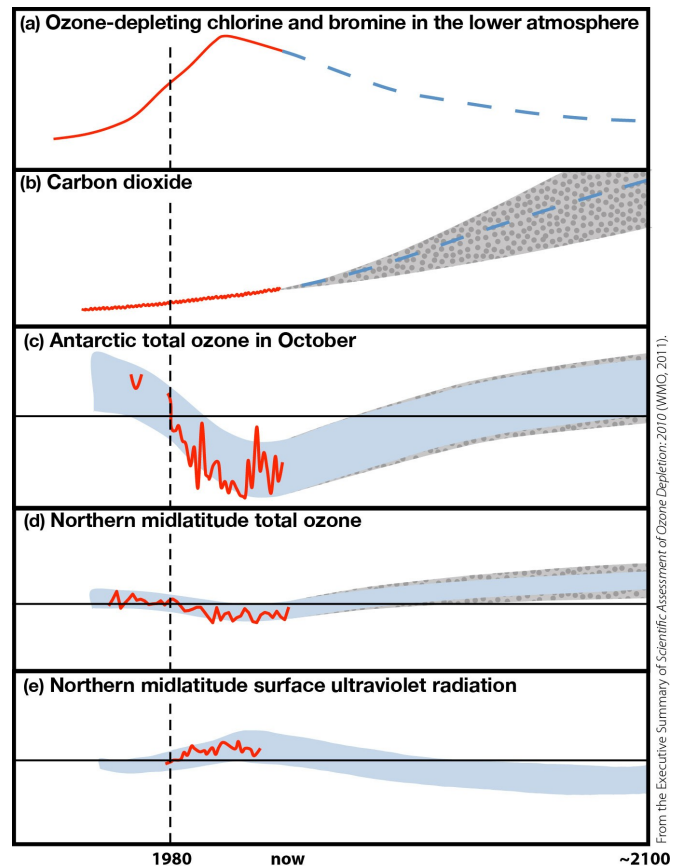 (a) Ozone-depleting chlorine and bromine in the lower atmosphere
(b) Carbon dioxide
(c) Antarctic total ozone in October
(d) Northern midlatitude total ozone
(e) Northern midlatitude surface ultraviolet radiation
1980 now ~2100
From the Executive Summary of Scientific Assessment of Ozone Depletion: 2010 (WMO, 2011).